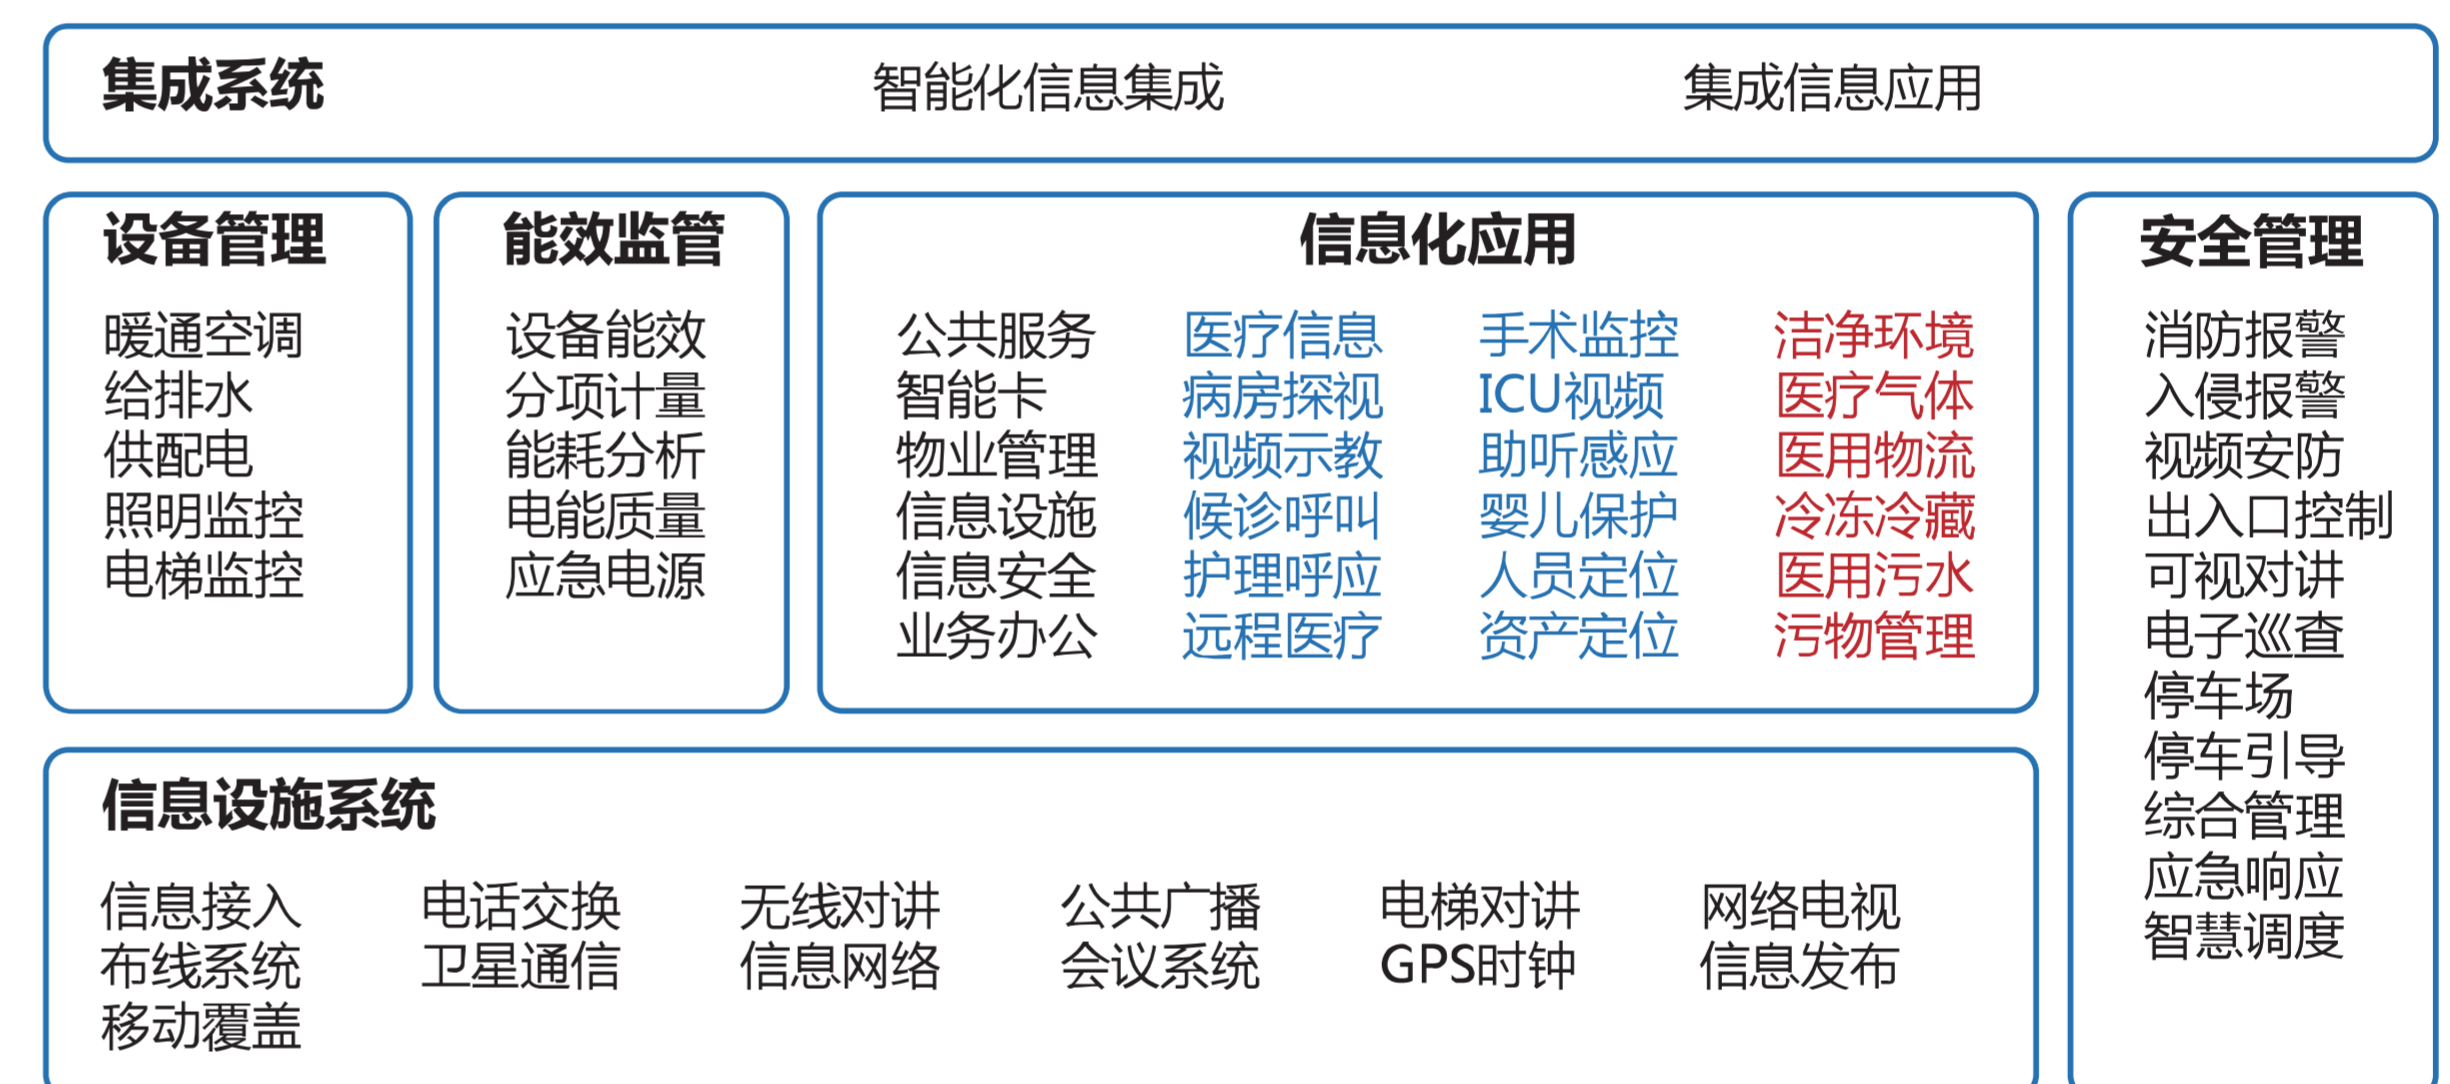 集成系统 智能化信息集成 集成信息应用
设备管理
暖通空调
给排水
供配电
照明监控
电梯监控
能效监管
设备能效
分项计量
能耗分析
电能质量
应急电源
信息化应用
公共服务 医疗信息 手术监控 洁净环境
智能卡 病房探视 ICU视频 医疗气体
物业管理 视频示教 助听感应 医用物流
信息设施 候诊呼叫 婴儿保护 冷冻冷藏
信息安全 护理呼应 人员定位 医用污水
业务办公 远程医疗 资产定位 污物管理
安全管理
消防报警
入侵报警
视频安防
出入口控制
可视对讲
电子巡查
停车场
停车引导
综合管理
应急响应
智慧调度
信息设施系统
信息接入 电话交换 无线对讲 公共广播 电梯对讲 网络电视
布线系统 卫星通信 信息网络 会议系统 GPS时钟 信息发布
移动覆盖